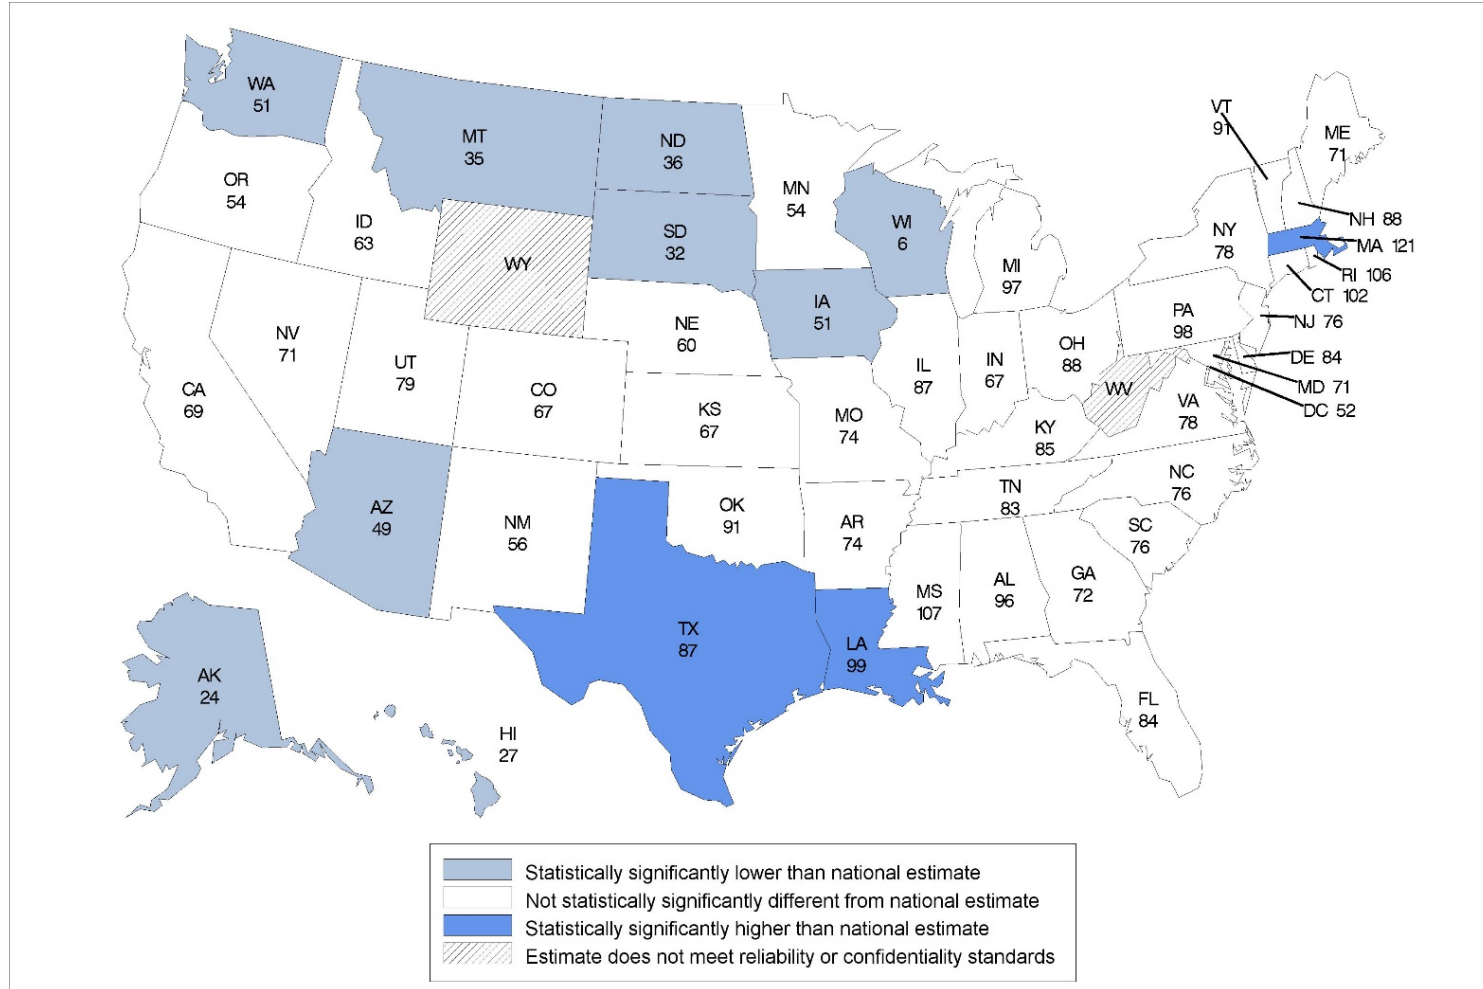 WA
51
MT
35
ND
36
MN
54
VT
91
ME
71
OR
54
ID
63
SD
32
WI
6
NY
78
NH 88
MA 121
RI 106
CT 102
WY
MI
97
IA
51
PA
98
NJ 76
NV
71
NE
60
OH
88
DE 84
MD 71
DC 52
UT
79
IL
87
IN
67
WV
VA
78
CA
69
CO
67
KS
67
MO
74
KY
85
NC
76
AZ
49
NM
56
OK
91
AR
74
TN
83
SC
76
MS
107
AL
96
GA
72
TX
87
LA
99
AK
24
FL
84
HI
27
Statistically significantly lower than national estimate
Not statistically significantly different from national estimate
Statistically significantly higher than national estimate
Estimate does not meet reliability or confidentiality standards